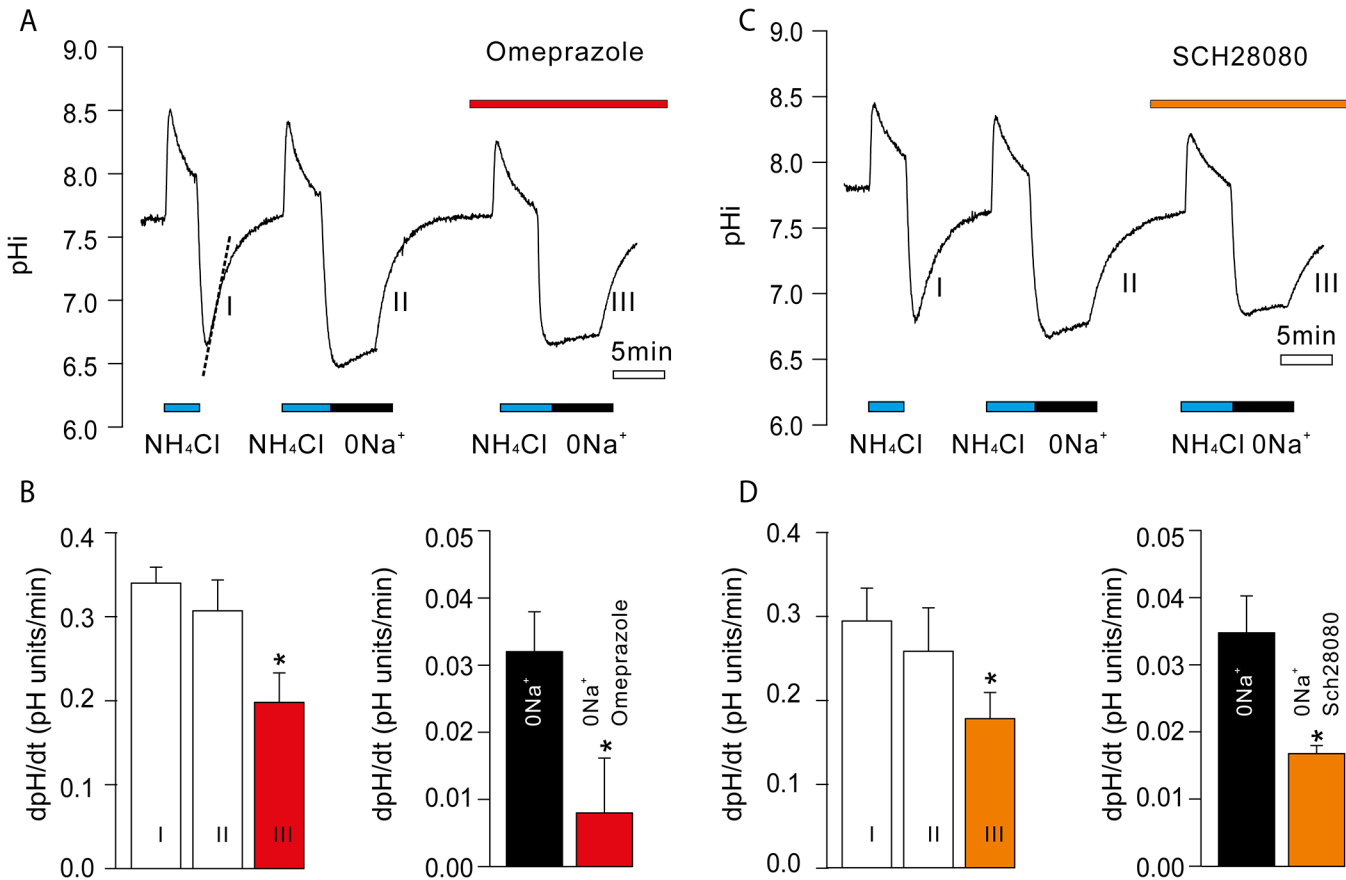 A
Omeprazole
9.0
8.5
8.0
7.5
7.0
6.5
6.0
pHi
I
II
III
5min
NH₄Cl
NH₄Cl 0Na⁺
NH₄Cl 0Na⁺
C
SCH28080
9.0
8.5
8.0
7.5
7.0
6.5
6.0
pHi
I
II
III
5min
NH₄Cl
NH₄Cl 0Na⁺
NH₄Cl 0Na⁺
B
0.4
0.3
0.2
0.1
0.0
dpH/dt (pH units/min)
I
II
III
*
0.05
0.04
0.03
0.02
0.01
0.00
dpH/dt (pH units/min)
0Na⁺
0Na⁺
Omeprazole
*
D
0.4
0.3
0.2
0.1
0.0
dpH/dt (pH units/min)
I
II
III
*
0.05
0.04
0.03
0.02
0.01
0.00
dpH/dt (pH units/min)
0Na⁺
0Na⁺
Sch28080
*